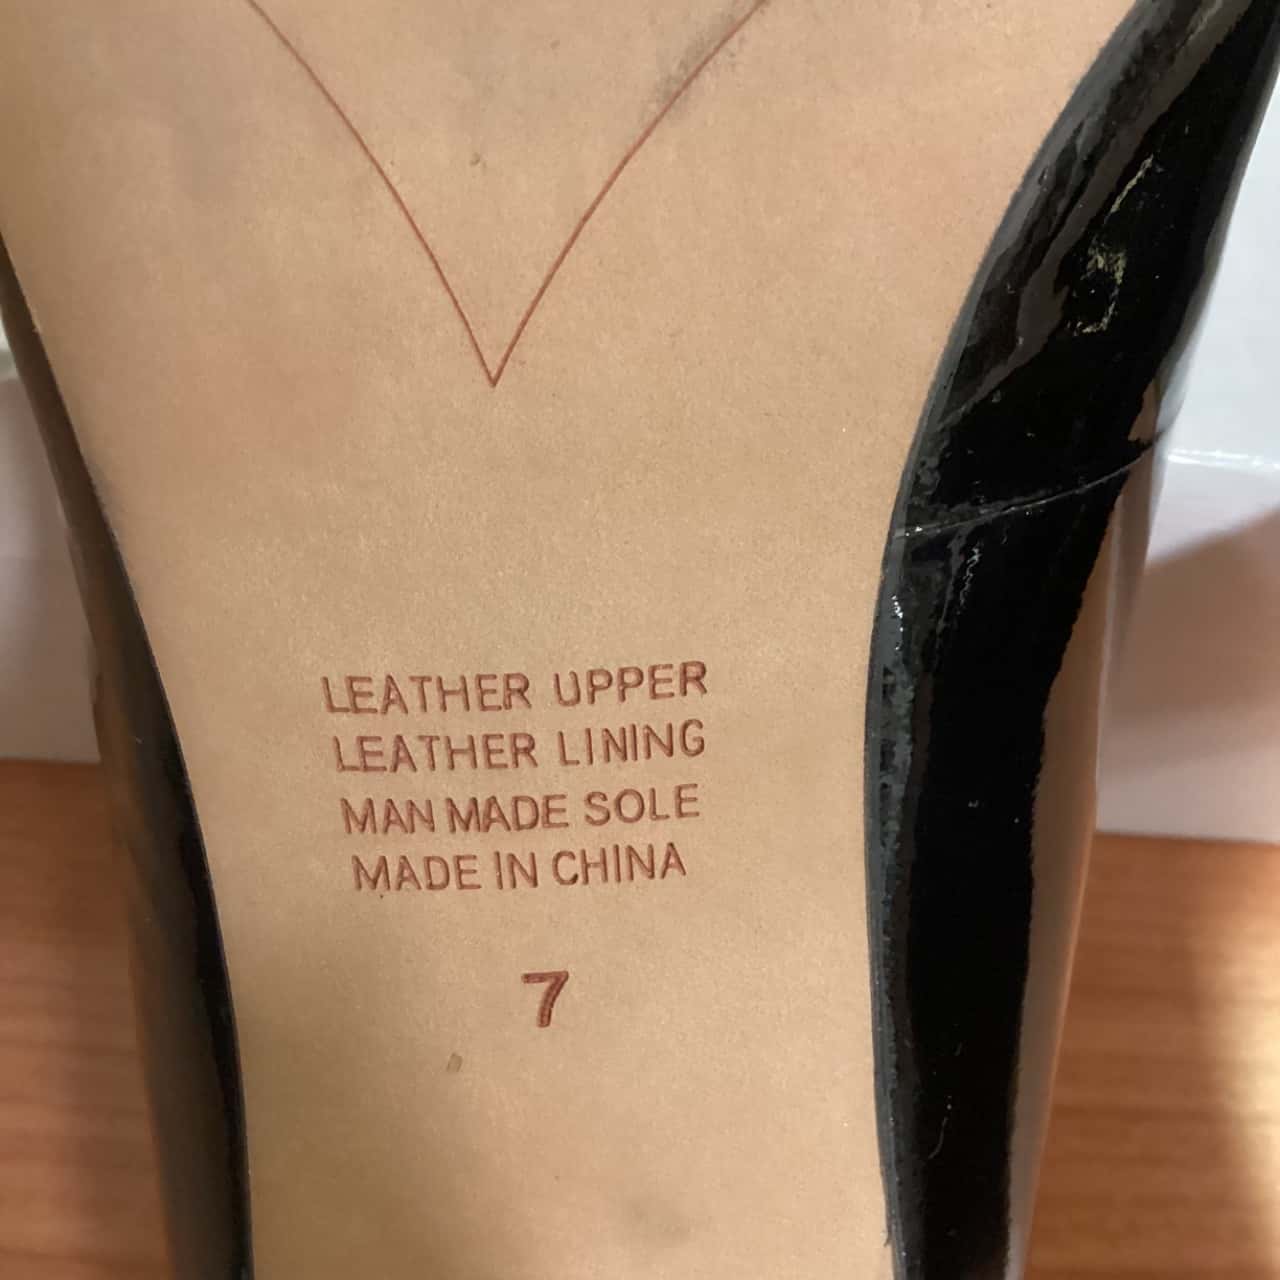 LEATHER UPPER
LEATHER LINING
MAN MADE SOLE
MADE IN CHINA
7